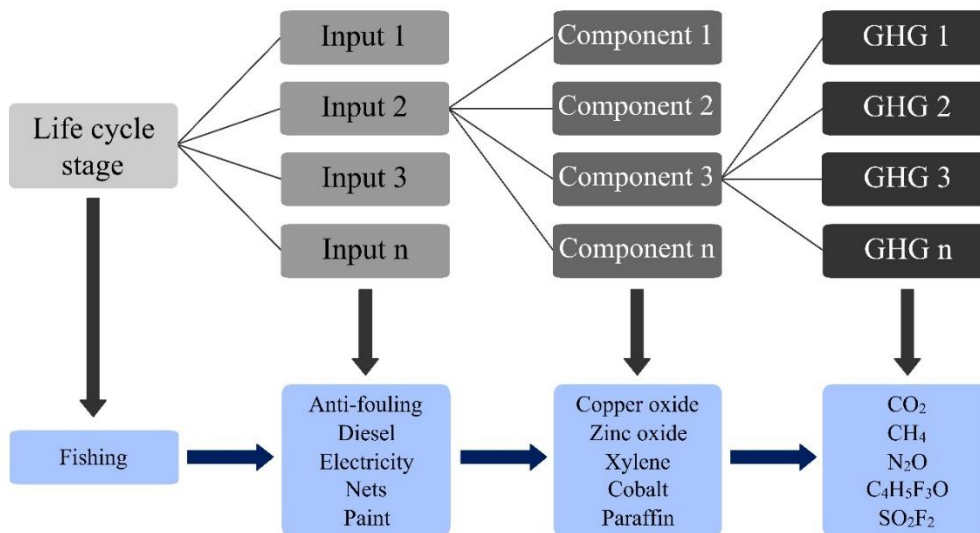 Life cycle
stage
Input 1
Input 2
Input 3
Input n
Component 1
Component 2
Component 3
Component n
GHG 1
GHG 2
GHG 3
GHG n
Fishing
Anti-fouling
Diesel
Electricity
Nets
Paint
Copper oxide
Zinc oxide
Xylene
Cobalt
Paraffin
CO₂
CH₄
N₂O
C₄H₅F₃O
SO₂F₂